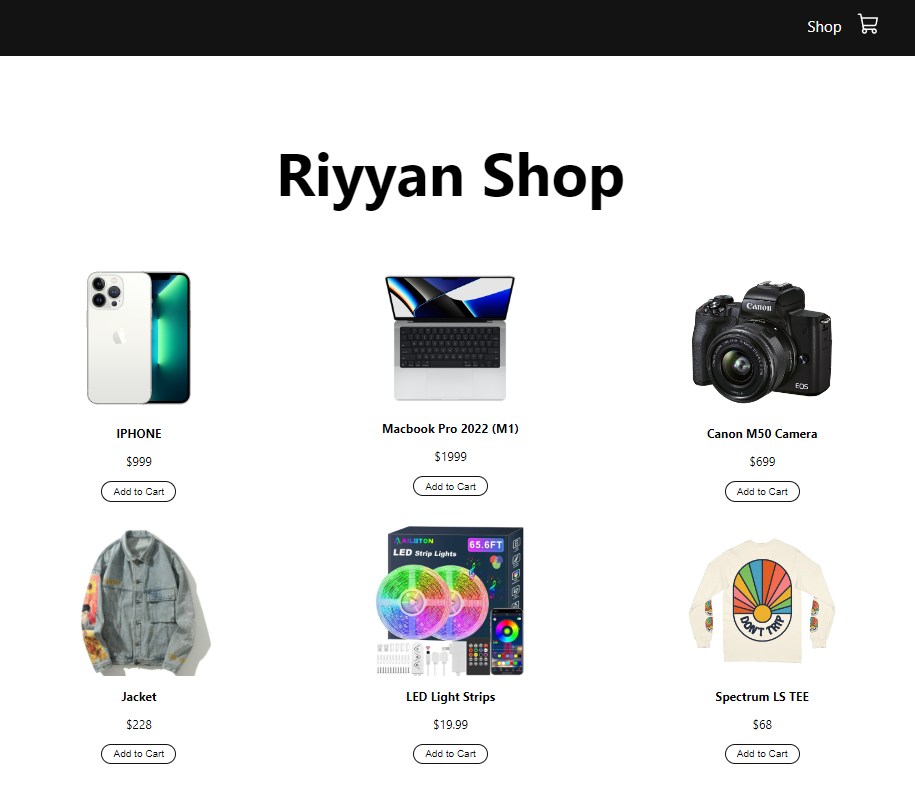 Shop
Riyyan Shop
Canon
EOS
IPHONE
Macbook Pro 2022 (M1)
Canon M50 Camera
$999
$1999
$699
Add to Cart
Add to Cart
Add to Cart
65.6FT
LED Strip Lights
DON'T TRIP
Jacket
LED Light Strips
Spectrum LS TEE
$228
$19.99
$68
Add to Cart
Add to Cart
Add to Cart